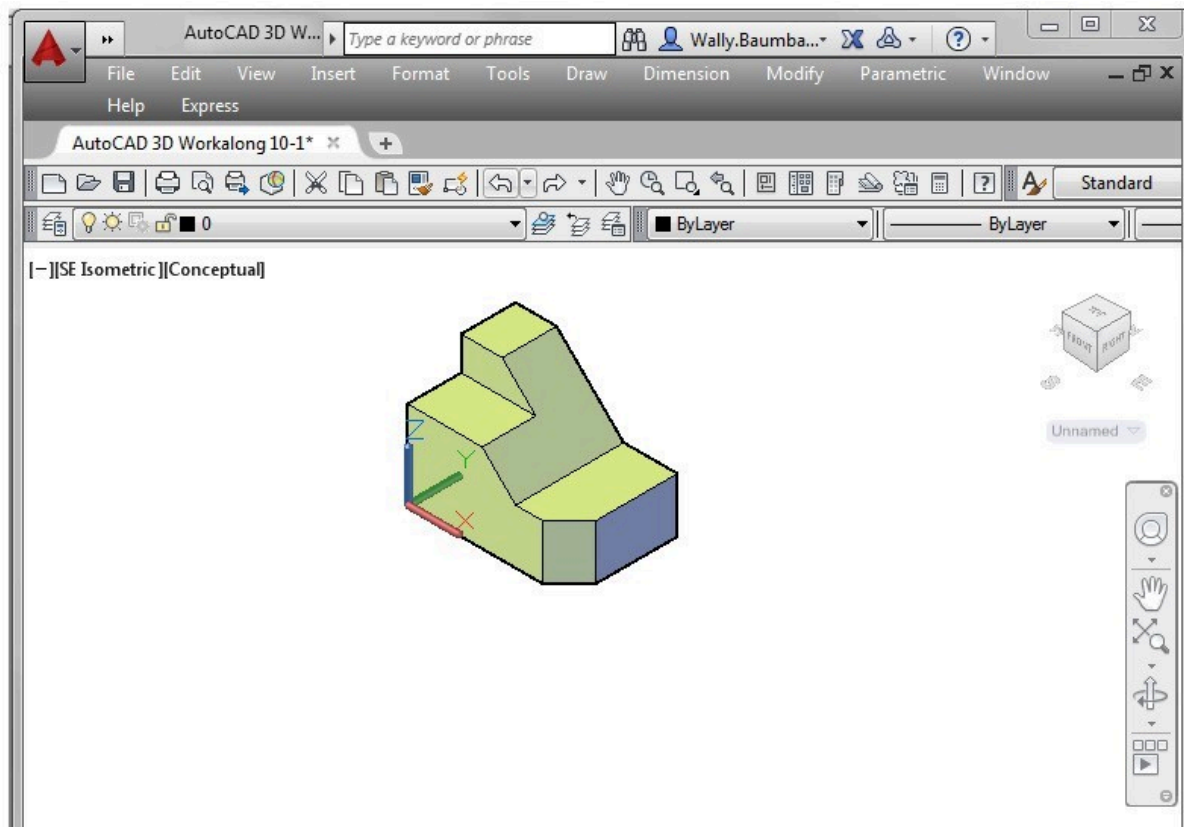 AutoCAD 3D W... Type a keyword or phrase Wally.Baumba...
File Edit View Insert Format Tools Draw Dimension Modify Parametric Window
Help Express
AutoCAD 3D Workalong 10-1*
Standard
0 ByLayer ByLayer
[−][SE Isometric][Conceptual]
Z
Y
X
FRONT RIGHT
Unnamed